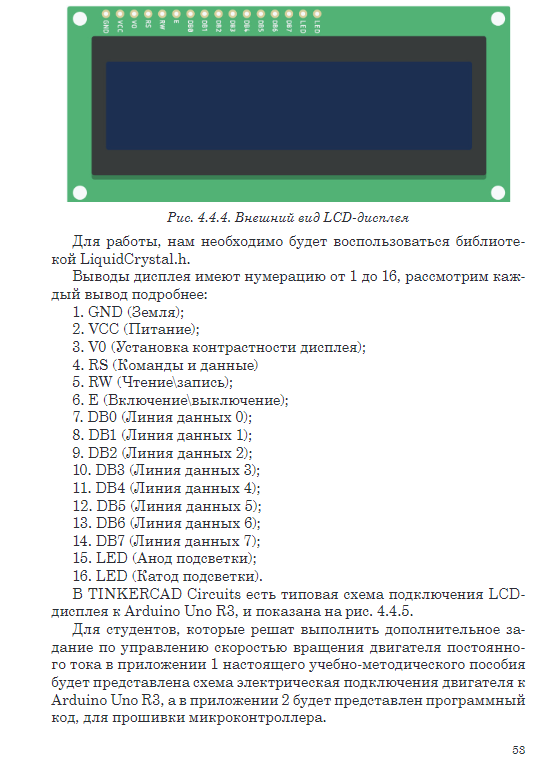 GND VCC V0 RS RW E DB0 DB1 DB2 DB3 DB4 DB5 DB6 DB7 LED LED
Рис. 4.4.4. Внешний вид LCD-дисплея
Для работы, нам необходимо будет воспользоваться библиоте-
кой LiquidCrystal.h.
Выводы дисплея имеют нумерацию от 1 до 16, рассмотрим каж-
дый вывод подробнее:
1. GND (Земля);
2. VCC (Питание);
3. V0 (Установка контрастности дисплея);
4. RS (Команды и данные)
5. RW (Чтение\запись);
6. E (Включение\выключение);
7. DB0 (Линия данных 0);
8. DB1 (Линия данных 1);
9. DB2 (Линия данных 2);
10. DB3 (Линия данных 3);
11. DB4 (Линия данных 4);
12. DB5 (Линия данных 5);
13. DB6 (Линия данных 6);
14. DB7 (Линия данных 7);
15. LED (Анод подсветки);
16. LED (Катод подсветки).
В TINKERCAD Circuits есть типовая схема подключения LCD-
дисплея к Arduino Uno R3, и показана на рис. 4.4.5.
Для студентов, которые решат выполнить дополнительное за-
дание по управлению скоростью вращения двигателя постоянно-
го тока в приложении 1 настоящего учебно-методического пособия
будет представлена схема электрическая подключения двигателя к
Arduino Uno R3, а в приложении 2 будет представлен программный
код, для прошивки микроконтроллера.
53